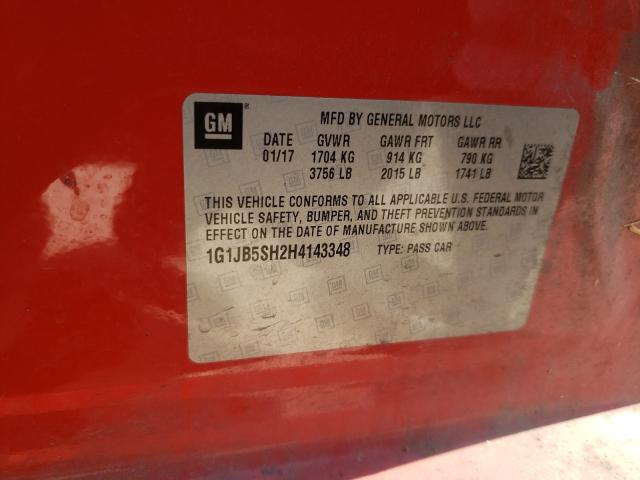 GM ®
MFD BY GENERAL MOTORS LLC
DATE GVWR GAWR FRT GAWR RR
01/17 1704 KG 914 KG 790 KG
3756 LB 2015 LB 1741 LB
THIS VEHICLE CONFORMS TO ALL APPLICABLE U.S. FEDERAL MOTOR
VEHICLE SAFETY, BUMPER, AND THEFT PREVENTION STANDARDS IN
EFFECT ON THE DATE OF MANUFACTURE SHOWN ABOVE.
1G1JB5SH2H4143348 TYPE: PASS CAR